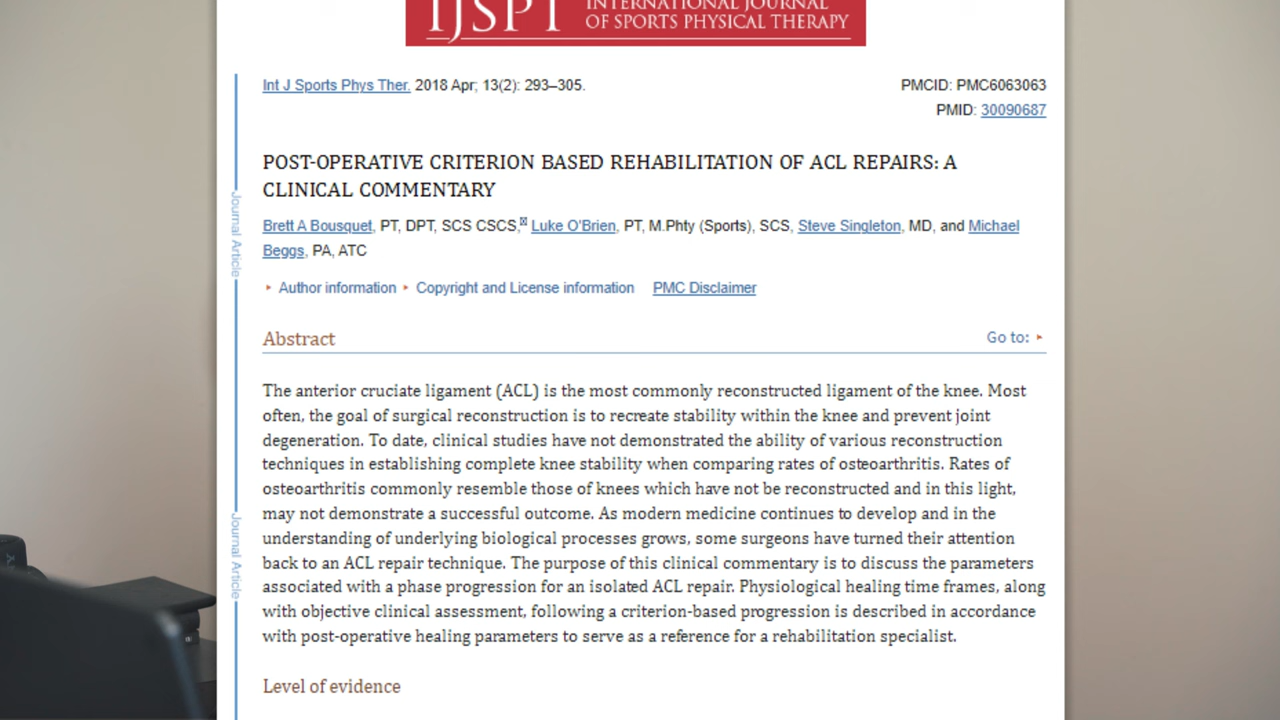 IJSPT INTERNATIONAL JOURNAL
OF SPORTS PHYSICAL THERAPY
Int J Sports Phys Ther. 2018 Apr; 13(2): 293–305.
PMCID: PMC6063063
PMID: 30090687
POST-OPERATIVE CRITERION BASED REHABILITATION OF ACL REPAIRS: A
CLINICAL COMMENTARY
Brett A Bousquet, PT, DPT, SCS CSCS,✉ Luke O'Brien, PT, M.Phty (Sports), SCS, Steve Singleton, MD, and Michael
Beggs, PA, ATC
Author information Copyright and License information PMC Disclaimer
Abstract
Go to:
The anterior cruciate ligament (ACL) is the most commonly reconstructed ligament of the knee. Most
often, the goal of surgical reconstruction is to recreate stability within the knee and prevent joint
degeneration. To date, clinical studies have not demonstrated the ability of various reconstruction
techniques in establishing complete knee stability when comparing rates of osteoarthritis. Rates of
osteoarthritis commonly resemble those of knees which have not be reconstructed and in this light,
may not demonstrate a successful outcome. As modern medicine continues to develop and in the
understanding of underlying biological processes grows, some surgeons have turned their attention
back to an ACL repair technique. The purpose of this clinical commentary is to discuss the parameters
associated with a phase progression for an isolated ACL repair. Physiological healing time frames, along
with objective clinical assessment, following a criterion-based progression is described in accordance
with post-operative healing parameters to serve as a reference for a rehabilitation specialist.
Level of evidence
Journal Article
Journal Article